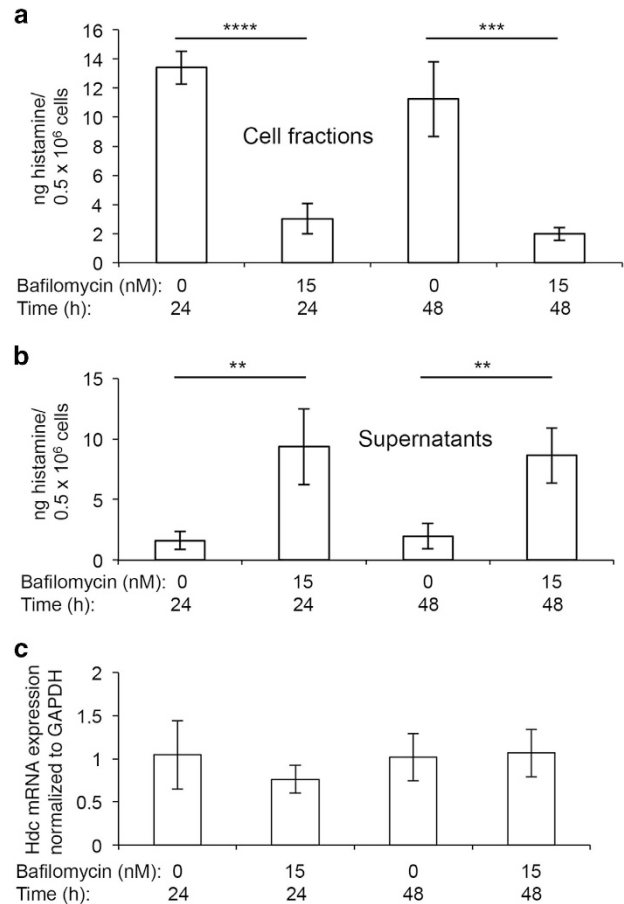 a
**** ***
16
14
12
10
8
6
4
2
0
ng histamine/
0.5 x 10⁶ cells
Cell fractions
Bafilomycin (nM): 0 15 0 15
Time (h): 24 24 48 48
b
** **
15
10
5
0
ng histamine/
0.5 x 10⁶ cells
Supernatants
Bafilomycin (nM): 0 15 0 15
Time (h): 24 24 48 48
c
2
1.5
1
0.5
0
Hdc mRNA expression
normalized to GAPDH
Bafilomycin (nM): 0 15 0 15
Time (h): 24 24 48 48